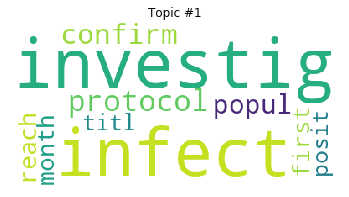 Topic #1
confirm
investig
protocol popul
titl
infect
reach
month
first
posit